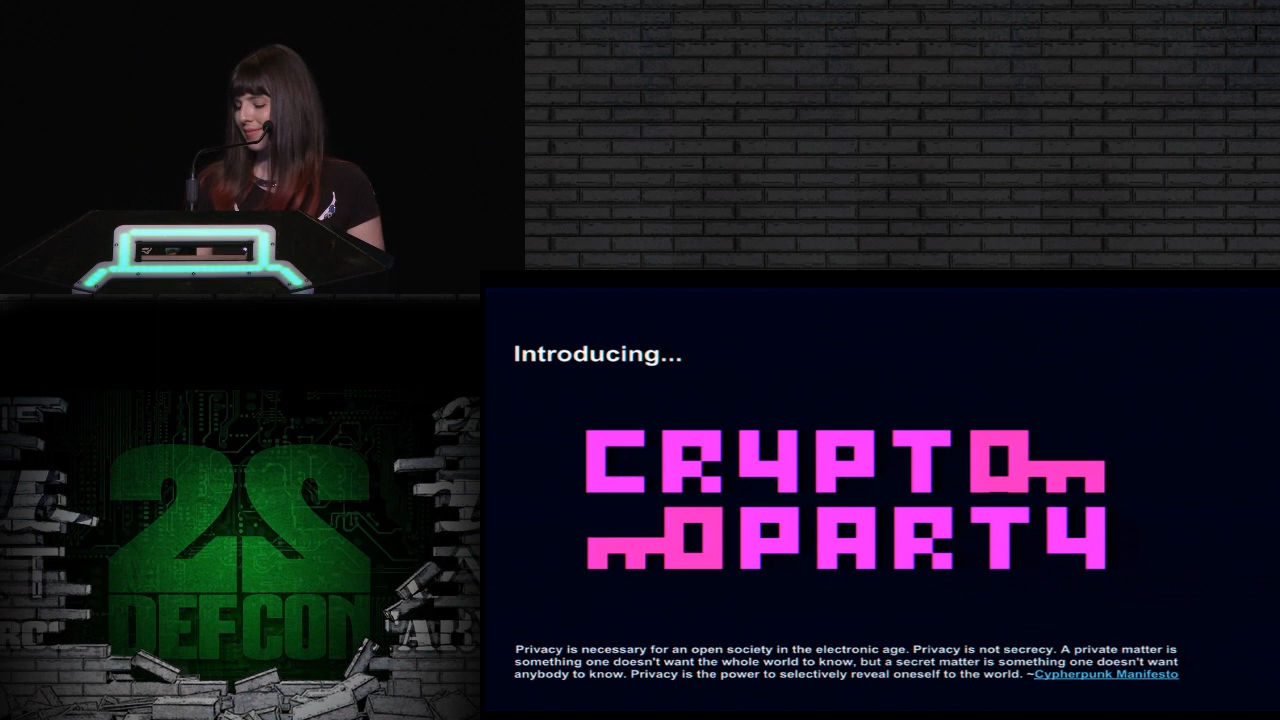 Introducing...
CRYPTO
PARTY
Privacy is necessary for an open society in the electronic age. Privacy is not secrecy. A private matter is
something one doesn't want the whole world to know, but a secret matter is something one doesn't want
anybody to know. Privacy is the power to selectively reveal oneself to the world. ~Cypherpunk Manifesto
22
DEFCON